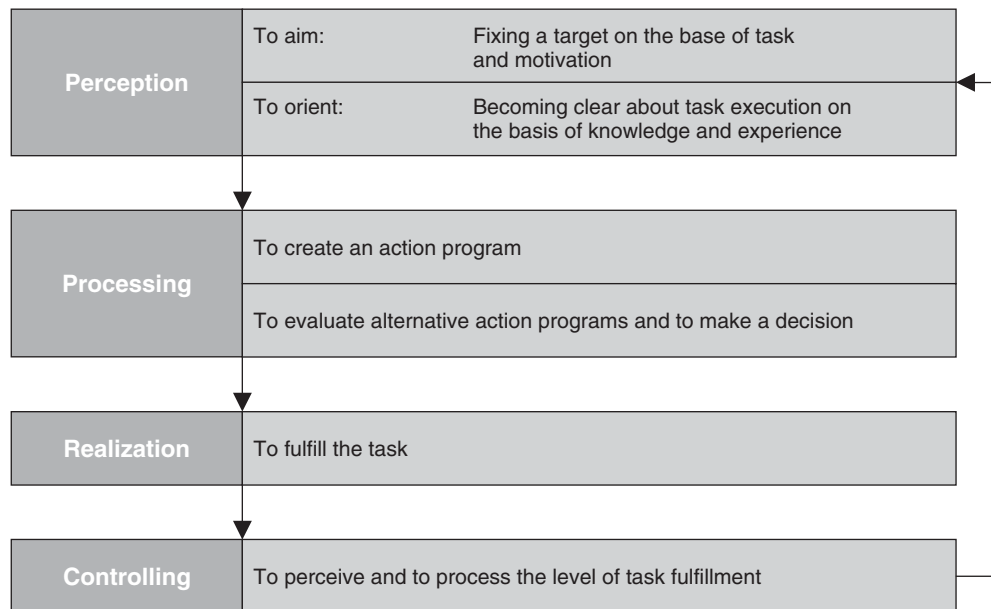 Perception
To aim: Fixing a target on the base of task
and motivation
To orient: Becoming clear about task execution on
the basis of knowledge and experience
Processing
To create an action program
To evaluate alternative action programs and to make a decision
Realization
To fulfill the task
Controlling
To perceive and to process the level of task fulfillment